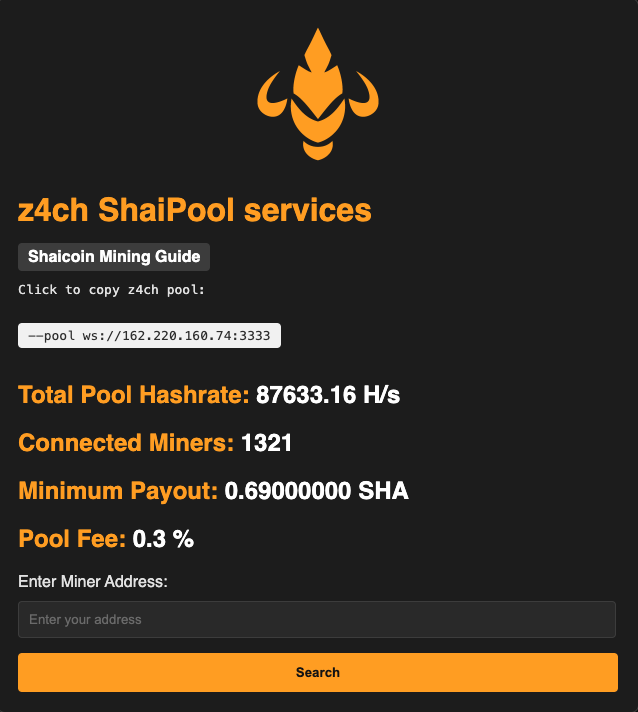 z4ch ShaiPool services
Shaicoin Mining Guide
Click to copy z4ch pool:
--pool ws://162.220.160.74:3333
Total Pool Hashrate: 87633.16 H/s
Connected Miners: 1321
Minimum Payout: 0.69000000 SHA
Pool Fee: 0.3 %
Enter Miner Address:
Enter your address
Search